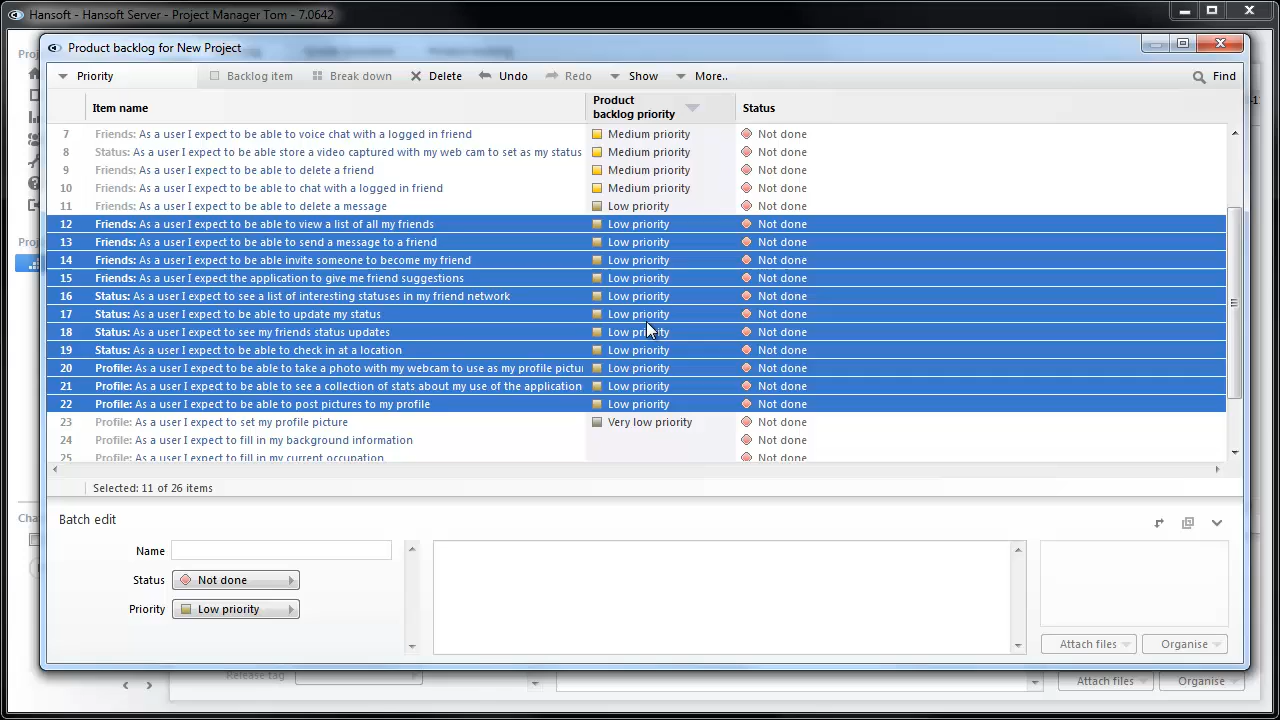 Hansoft - Hansoft Server - Project Manager Tom - 7.0642
Product backlog for New Project
Priority Backlog item Break down Delete Undo Redo Show More.. Find
Item name Product backlog priority Status
7 Friends: As a user I expect to be able to voice chat with a logged in friend Medium priority Not done
8 Status: As a user I expect to be able store a video captured with my web cam to set as my status Medium priority Not done
9 Friends: As a user I expect to be able to delete a friend Medium priority Not done
10 Friends: As a user I expect to be able to chat with a logged in friend Medium priority Not done
11 Friends: As a user I expect to be able to delete a message Low priority Not done
12 Friends: As a user I expect to be able to view a list of all my friends Low priority Not done
13 Friends: As a user I expect to be able to send a message to a friend Low priority Not done
14 Friends: As a user I expect to be able invite someone to become my friend Low priority Not done
15 Friends: As a user I expect the application to give me friend suggestions Low priority Not done
16 Status: As a user I expect to see a list of interesting statuses in my friend network Low priority Not done
17 Status: As a user I expect to be able to update my status Low priority Not done
18 Status: As a user I expect to see my friends status updates Low priority Not done
19 Status: As a user I expect to be able to check in at a location Low priority Not done
20 Profile: As a user I expect to be able to take a photo with my webcam to use as my profile pictu Low priority Not done
21 Profile: As a user I expect to be able to see a collection of stats about my use of the application Low priority Not done
22 Profile: As a user I expect to be able to post pictures to my profile Low priority Not done
23 Profile: As a user I expect to set my profile picture Very low priority Not done
24 Profile: As a user I expect to fill in my background information Not done
25 Profile: As a user I expect to fill in my current occupation Not done
Selected: 11 of 26 items
Batch edit
Name
Status Not done
Priority Low priority
Attach files Organise
Release tag Attach files Organise